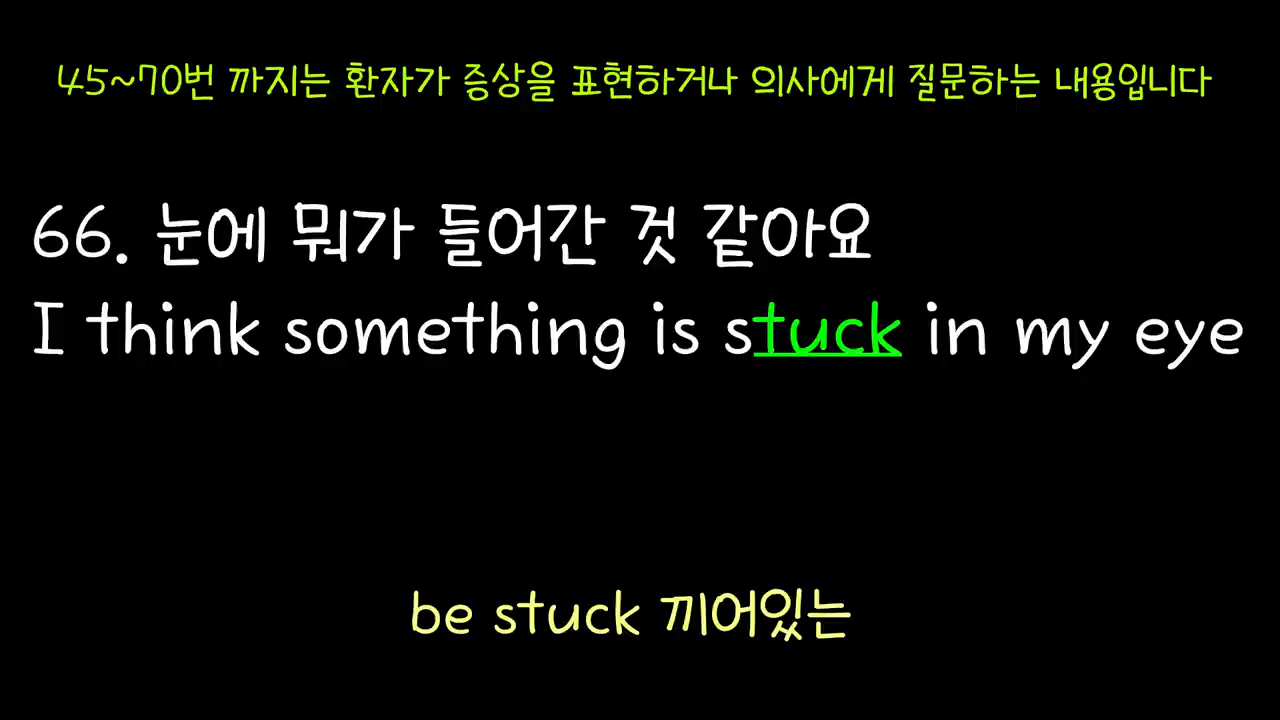 45~70번 까지는 환자가 증상을 표현하거나 의사에게 질문하는 내용입니다
66. 눈에 뭐가 들어간 것 같아요
I think something is stuck in my eye
be stuck 끼어있는